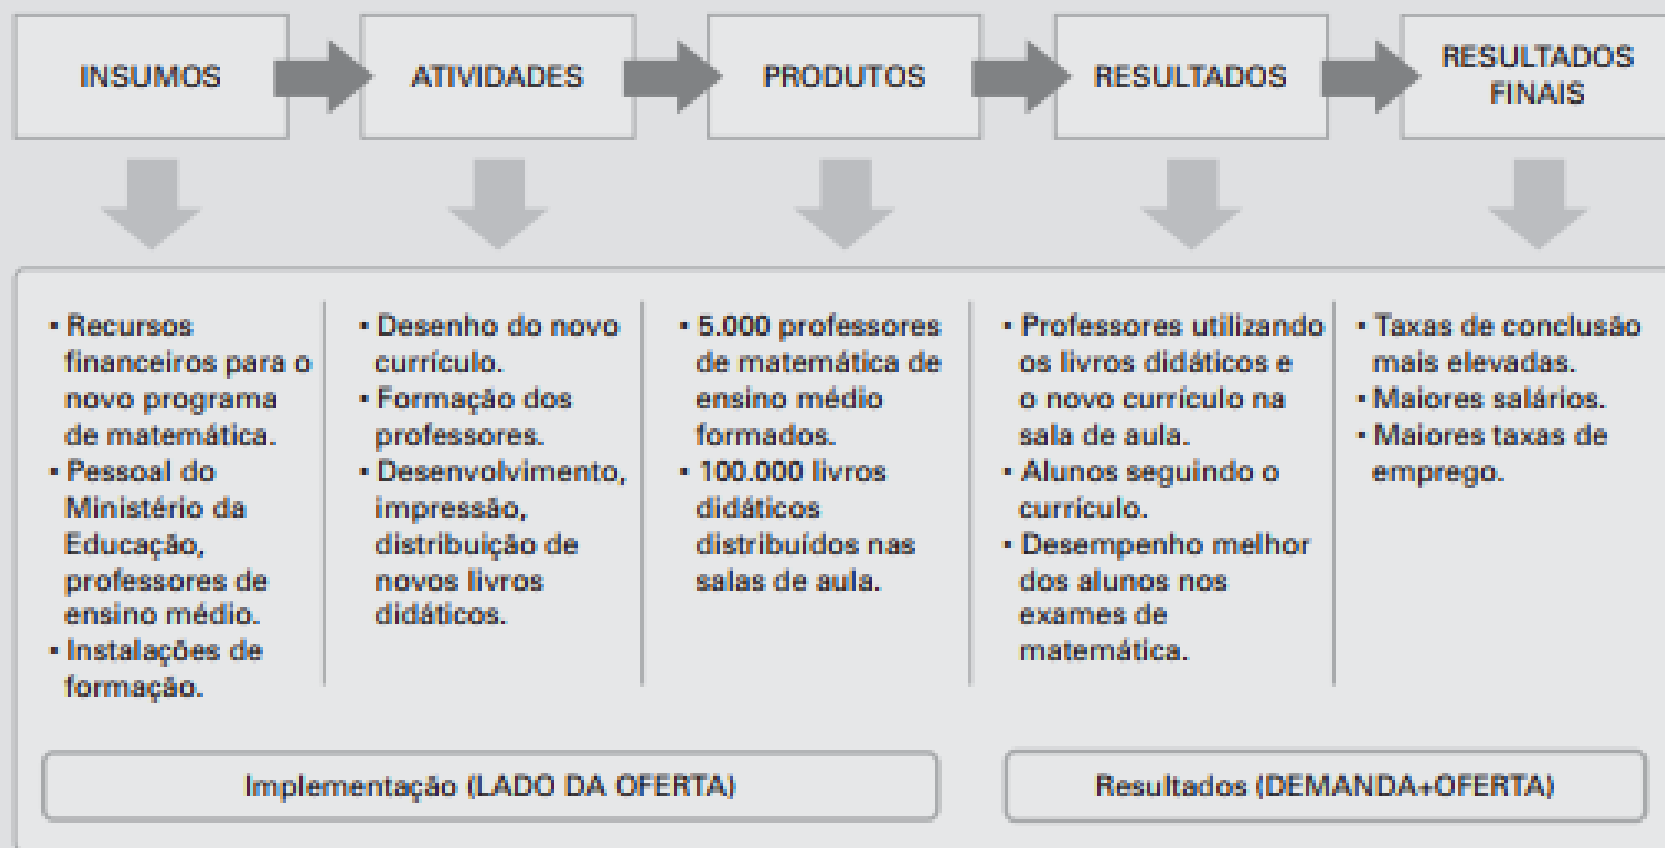 INSUMOS
ATIVIDADES
PRODUTOS
RESULTADOS
RESULTADOS
FINAIS
▪ Recursos
financeiros para o
novo programa
de matemática.
▪ Pessoal do
Ministério da
Educação,
professores de
ensino médio.
▪ Instalações de
formação.
▪ Desenho do novo
currículo.
▪ Formação dos
professores.
▪ Desenvolvimento,
impressão,
distribuição de
novos livros
didáticos.
▪ 5.000 professores
de matemática de
ensino médio
formados.
▪ 100.000 livros
didáticos
distribuídos nas
salas de aula.
▪ Professores utilizando
os livros didáticos e
o novo currículo na
sala de aula.
▪ Alunos seguindo o
currículo.
▪ Desempenho melhor
dos alunos nos
exames de
matemática.
▪ Taxas de conclusão
mais elevadas.
▪ Maiores salários.
▪ Maiores taxas de
emprego.
Implementação (LADO DA OFERTA)
Resultados (DEMANDA+OFERTA)